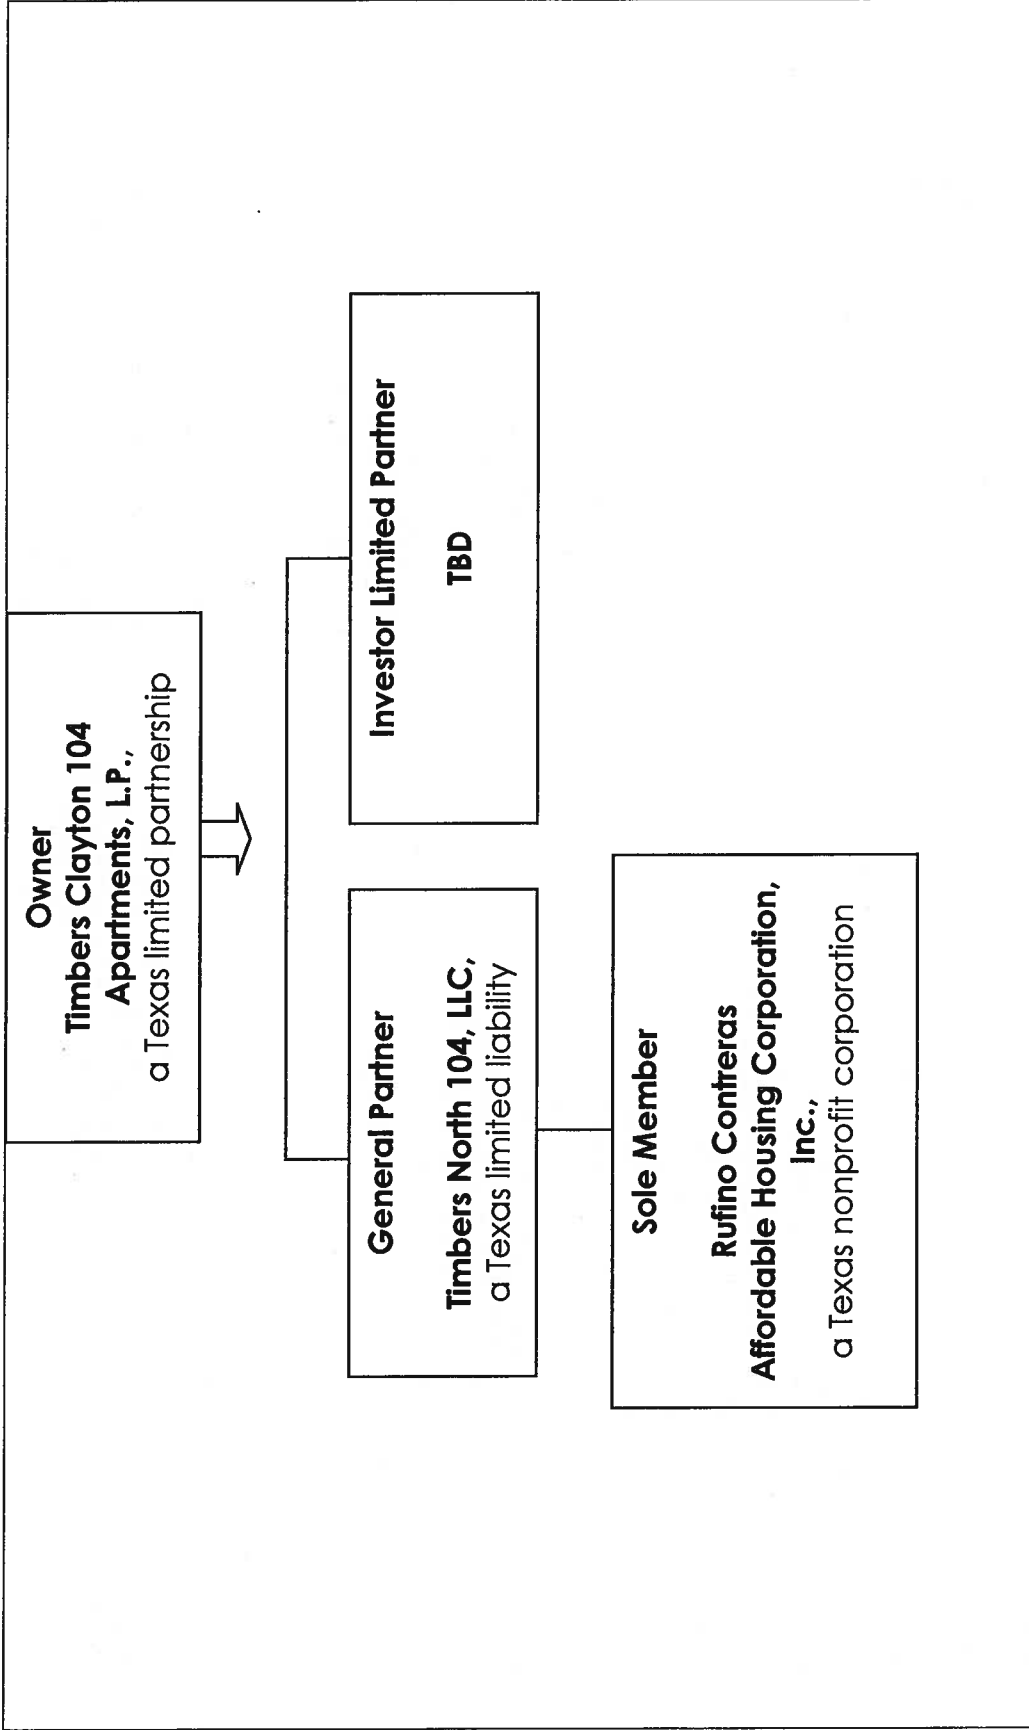 Owner
Timbers Clayton 104
Apartments, L.P.,
a Texas limited partnership
General Partner
Timbers North 104, LLC,
a Texas limited liability
Investor Limited Partner
TBD
Sole Member
Rufino Contreras
Affordable Housing Corporation,
Inc.,
a Texas nonprofit corporation